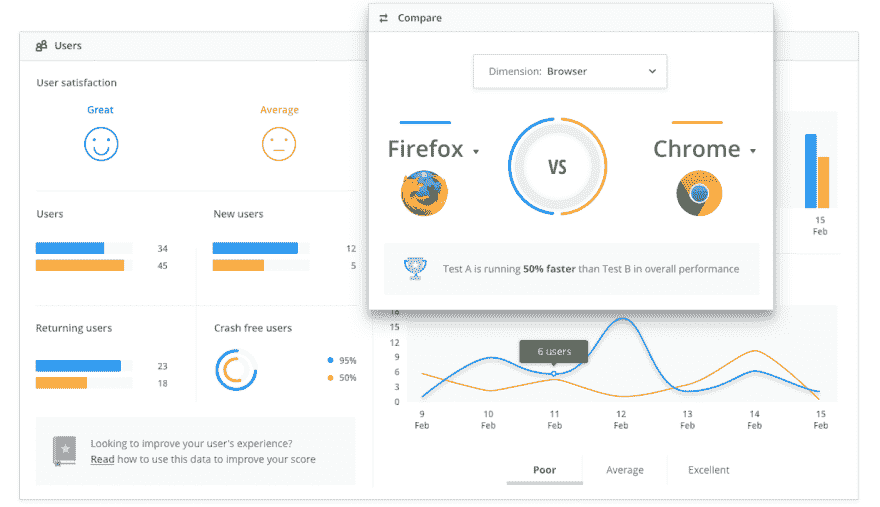 Compare
Users
Dimension: Browser
User satisfaction
Great
Average
Firefox
VS
Chrome
Users
34
45
New users
12
5
15
Feb
Test A is running 50% faster than Test B in overall performance
Returning users
23
18
Crash free users
95%
50%
18
15
12
9
6
3
0
6 users
9
Feb
10
Feb
11
Feb
12
Feb
13
Feb
14
Feb
15
Feb
Looking to improve your user's experience?
Read how to use this data to improve your score
Poor
Average
Excellent